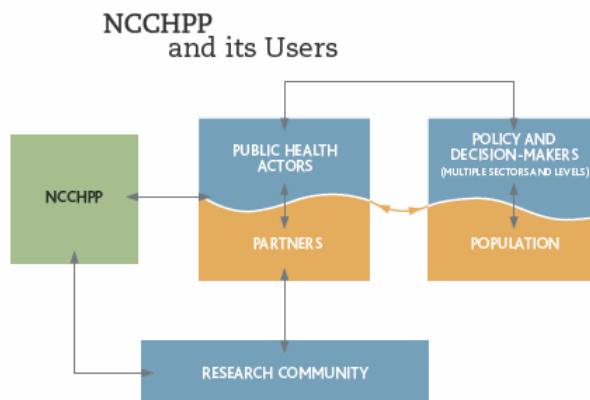 NCCHPP
and its Users
NCCHPP
PUBLIC HEALTH
ACTORS
PARTNERS
POLICY AND
DECISION-MAKERS
(MULTIPLE SECTORS AND LEVELS)
POPULATION
RESEARCH COMMUNITY